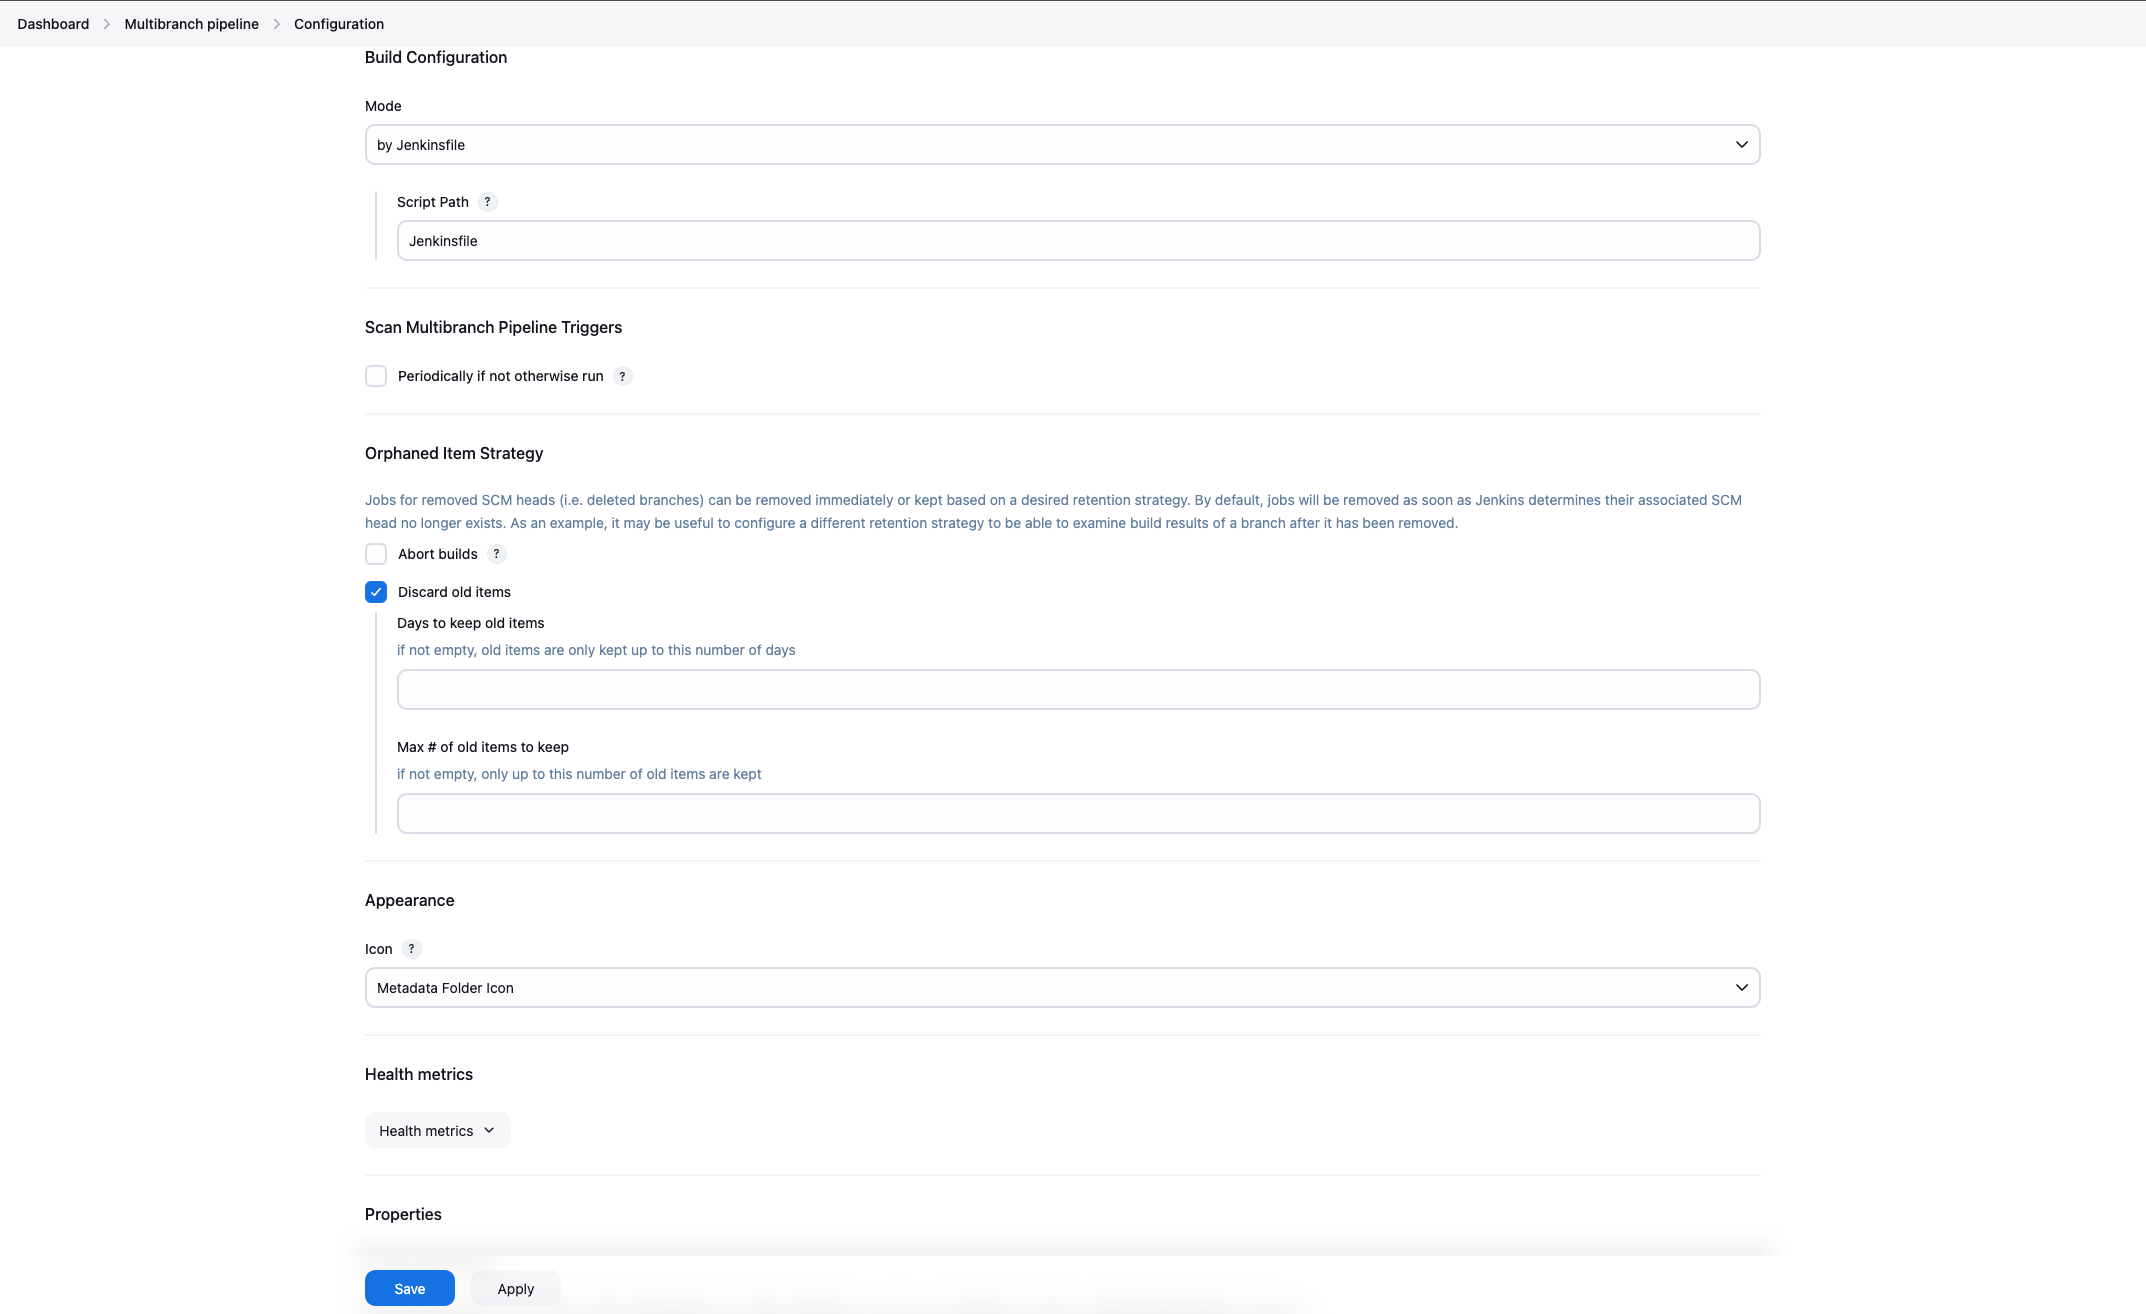 Dashboard > Multibranch pipeline > Configuration
Build Configuration
Mode
by Jenkinsfile
Script Path ?
Jenkinsfile
Scan Multibranch Pipeline Triggers
Periodically if not otherwise run ?
Orphaned Item Strategy
Jobs for removed SCM heads (i.e. deleted branches) can be removed immediately or kept based on a desired retention strategy. By default, jobs will be removed as soon as Jenkins determines their associated SCM
head no longer exists. As an example, it may be useful to configure a different retention strategy to be able to examine build results of a branch after it has been removed.
Abort builds ?
Discard old items
Days to keep old items
if not empty, old items are only kept up to this number of days
Max # of old items to keep
if not empty, only up to this number of old items are kept
Appearance
Icon ?
Metadata Folder Icon
Health metrics
Health metrics
Properties
Save Apply